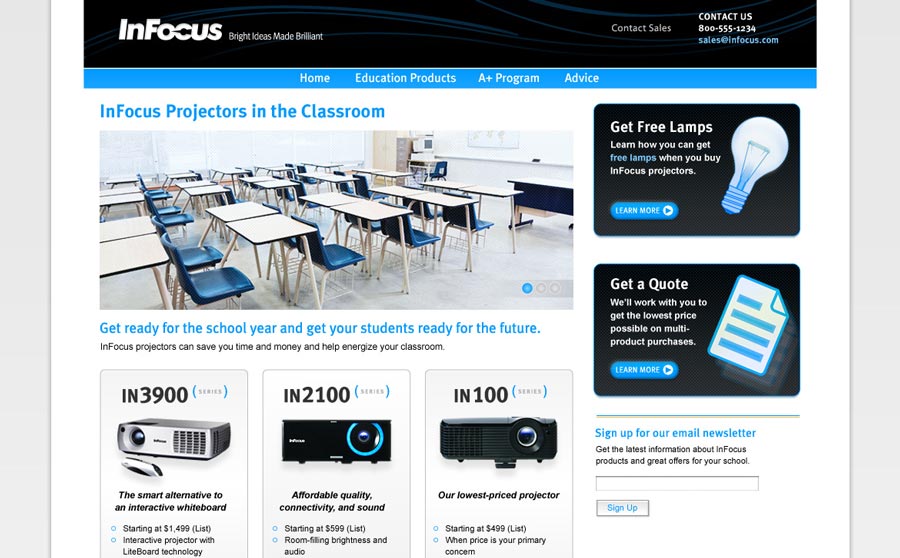 InFocus Bright Ideas Made Brilliant
Contact Sales
CONTACT US
800-555-1234
sales@infocus.com
Home Education Products A+ Program Advice
InFocus Projectors in the Classroom
Get ready for the school year and get your students ready for the future.
InFocus projectors can save you time and money and help energize your classroom.
IN3900 (SERIES)
InFocus
The smart alternative to
an interactive whiteboard
Starting at $1,499 (List)
Interactive projector with
LiteBoard technology
IN2100 (SERIES)
InFocus
Affordable quality,
connectivity, and sound
Starting at $599 (List)
Room-filling brightness and
audio
IN100 (SERIES)
Our lowest-priced projector
Starting at $499 (List)
When price is your primary
concern
Get Free Lamps
Learn how you can get
free lamps when you buy
InFocus projectors.
LEARN MORE
Get a Quote
We'll work with you to
get the lowest price
possible on multi-
product purchases.
LEARN MORE
Sign up for our email newsletter
Get the latest information about InFocus
products and great offers for your school.
Sign Up